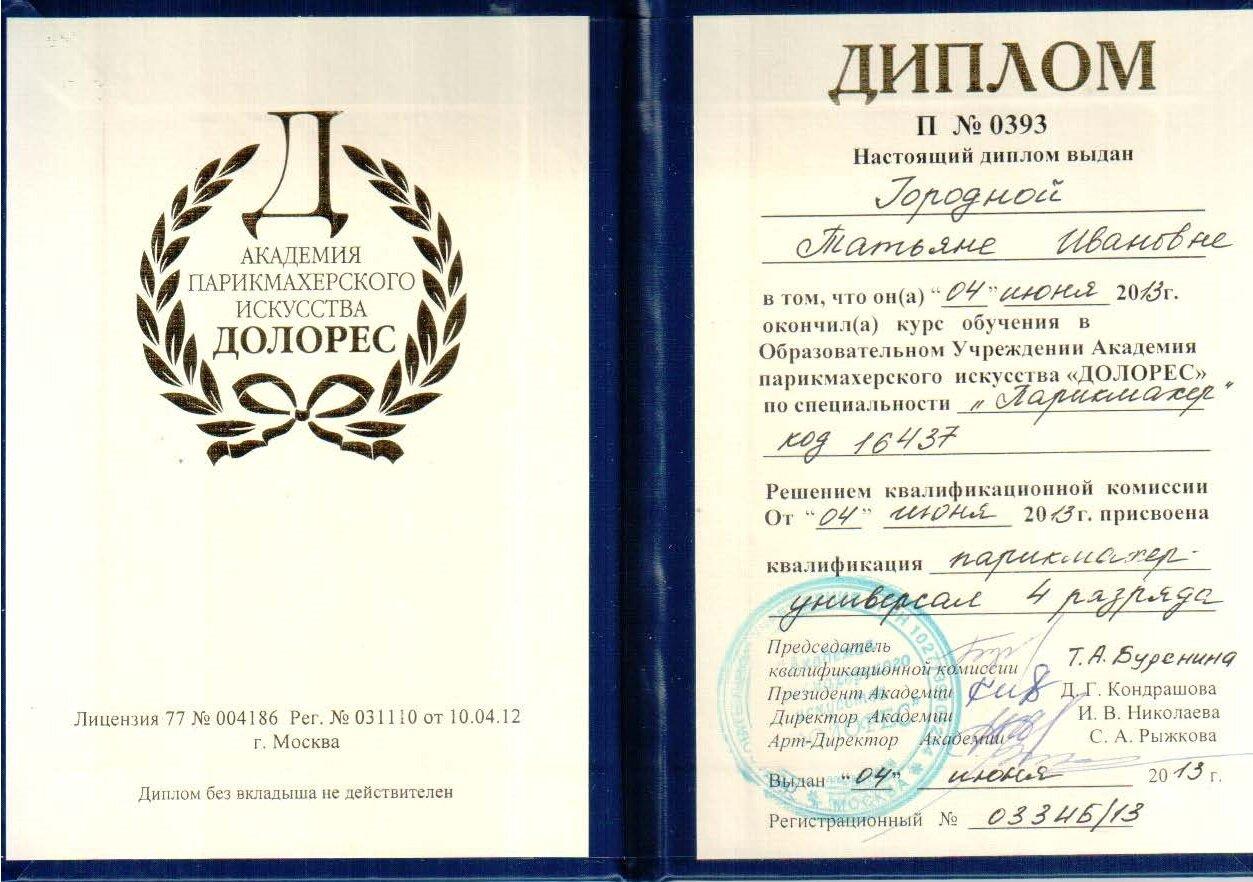 Д
АКАДЕМИЯ
ПАРИКМАХЕРСКОГО
ИСКУССТВА
ДОЛОРЕС
Лицензия 77 № 004186 Рег. № 031110 от 10.04.12
г. Москва
Диплом без вкладыша не действителен
ДИПЛОМ
П № 0393
Настоящий диплом выдан
Городной
Татьяне Ивановне
в том, что он(а) “04” июня 2013г.
окончил(а) курс обучения в
Образовательном Учреждении Академия
парикмахерского искусства «ДОЛОРЕС»
по специальности „Парикмахер”
код 16437
Решением квалификационной комиссии
От “04” июня 2013г. присвоена
квалификация парикмахер-
универсал 4 разряда
Председатель
квалификационной комиссии Т.А. Буренина
Президент Академии Д. Г. Кондрашова
Директор Академии И. В. Николаева
Арт-Директор Академии С. А. Рыжкова
Выдан “04” июня 2013 г.
Регистрационный № 0334Б/13
МОСКВА